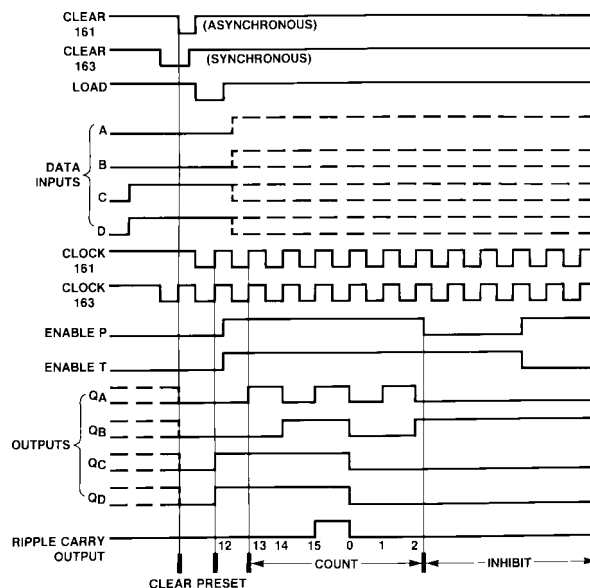 CLEAR
161
(ASYNCHRONOUS)
CLEAR
163
(SYNCHRONOUS)
LOAD
DATA
INPUTS
A
B
C
D
CLOCK
161
CLOCK
163
ENABLE P
ENABLE T
OUTPUTS
QA
QB
QC
QD
RIPPLE CARRY
OUTPUT
12 13 14 15 0 1 2
COUNT INHIBIT
CLEAR PRESET